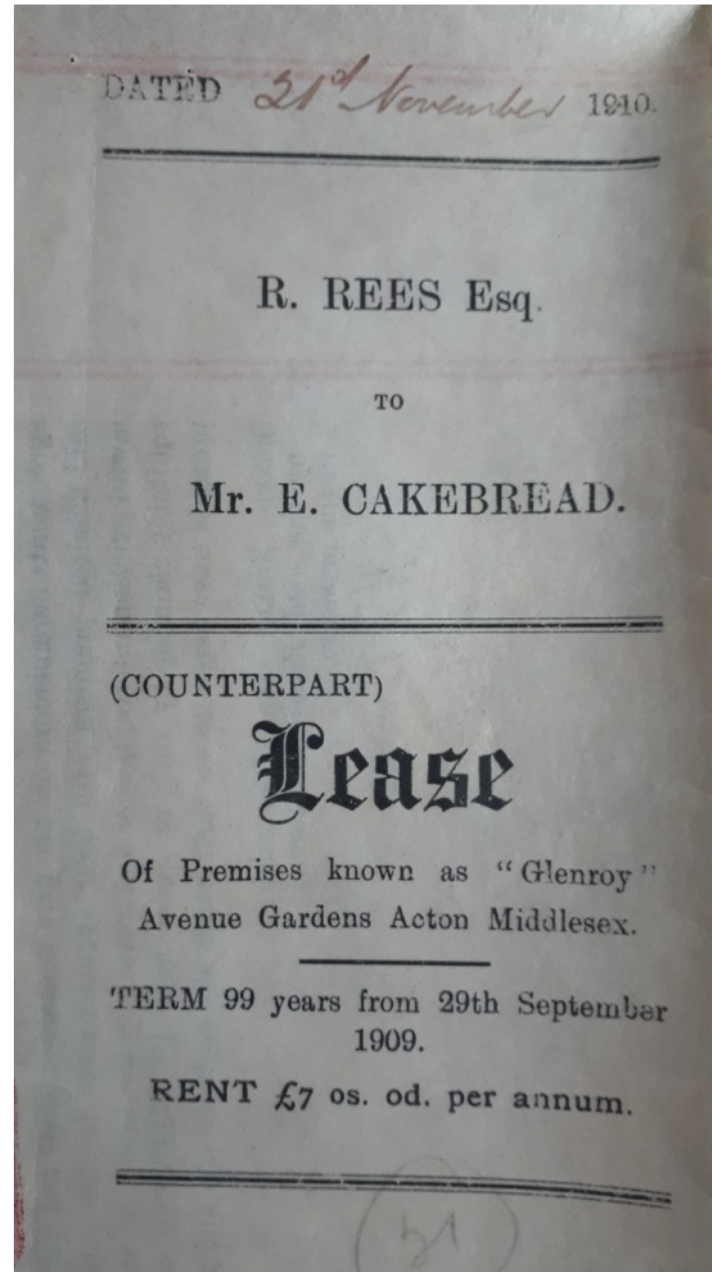 DATED 21st November 1910.
R. REES Esq.
TO
Mr. E. CAKEBREAD.
(COUNTERPART)
Lease
Of Premises known as "Glenroy"
Avenue Gardens Acton Middlesex.
TERM 99 years from 29th September
1909.
RENT £7 os. od. per annum.